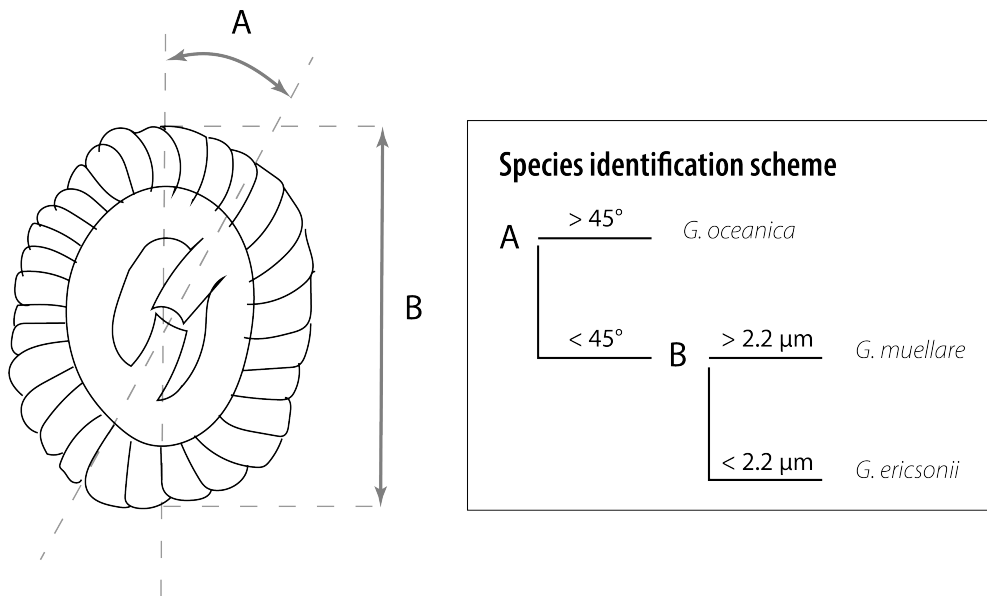 A
B
Species identification scheme
A
> 45°
G. oceanica
< 45°
B
> 2.2 µm
G. muellare
< 2.2 µm
G. ericsonii